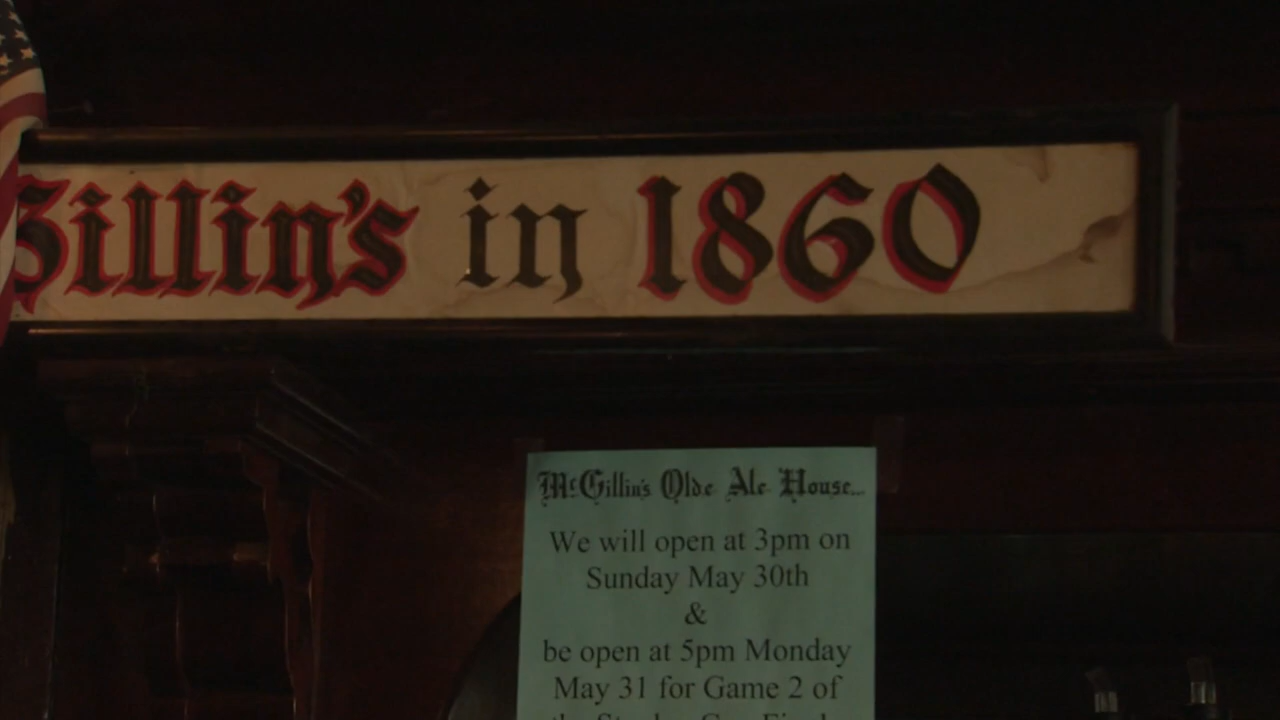 Gillin's in 1860
McGillin's Olde Ale House...
We will open at 3pm on
Sunday May 30th
&
be open at 5pm Monday
May 31 for Game 2 of